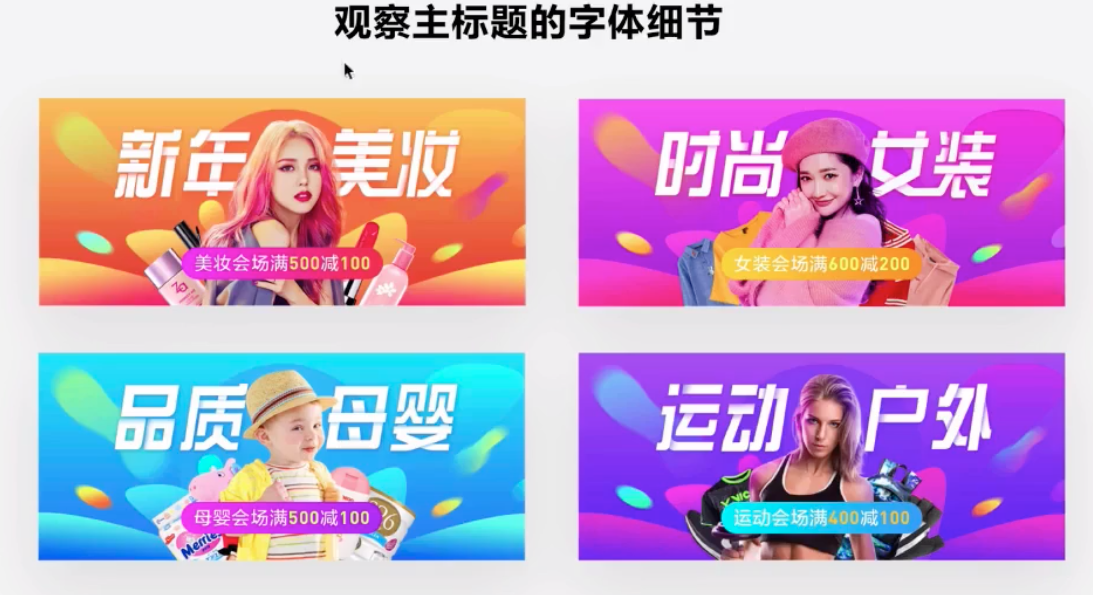 观察主标题的字体细节
新年美妆
美妆会场满500减100
时尚女装
女装会场满600减200
品质母婴
Merries
母婴会场满500减100
运动户外
运动会场满400减100